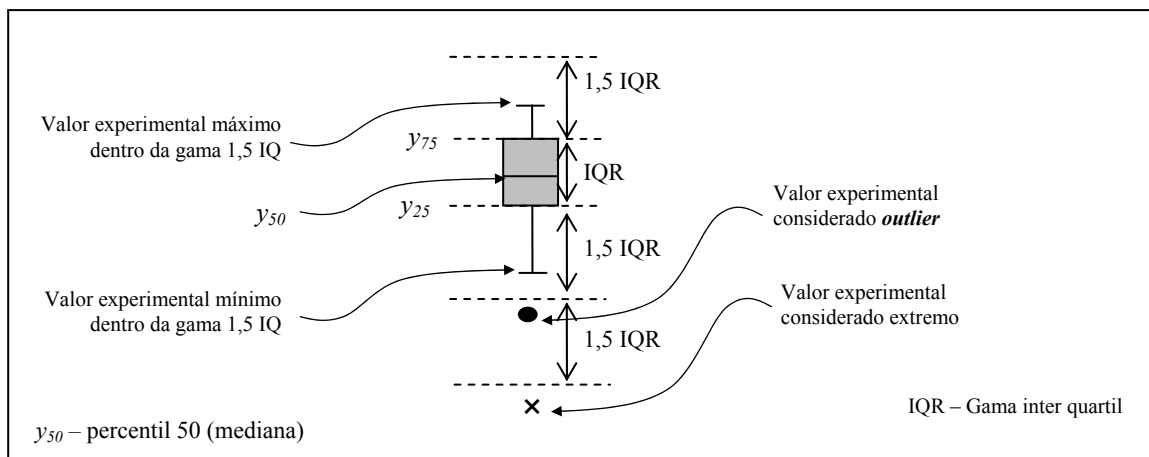 1,5 IQR
Valor experimental máximo
dentro da gama 1,5 IQ
y75
IQR
y50
y25
Valor experimental
considerado outlier
1,5 IQR
Valor experimental mínimo
dentro da gama 1,5 IQ
Valor experimental
considerado extremo
1,5 IQR
IQR – Gama inter quartil
y50 – percentil 50 (mediana)